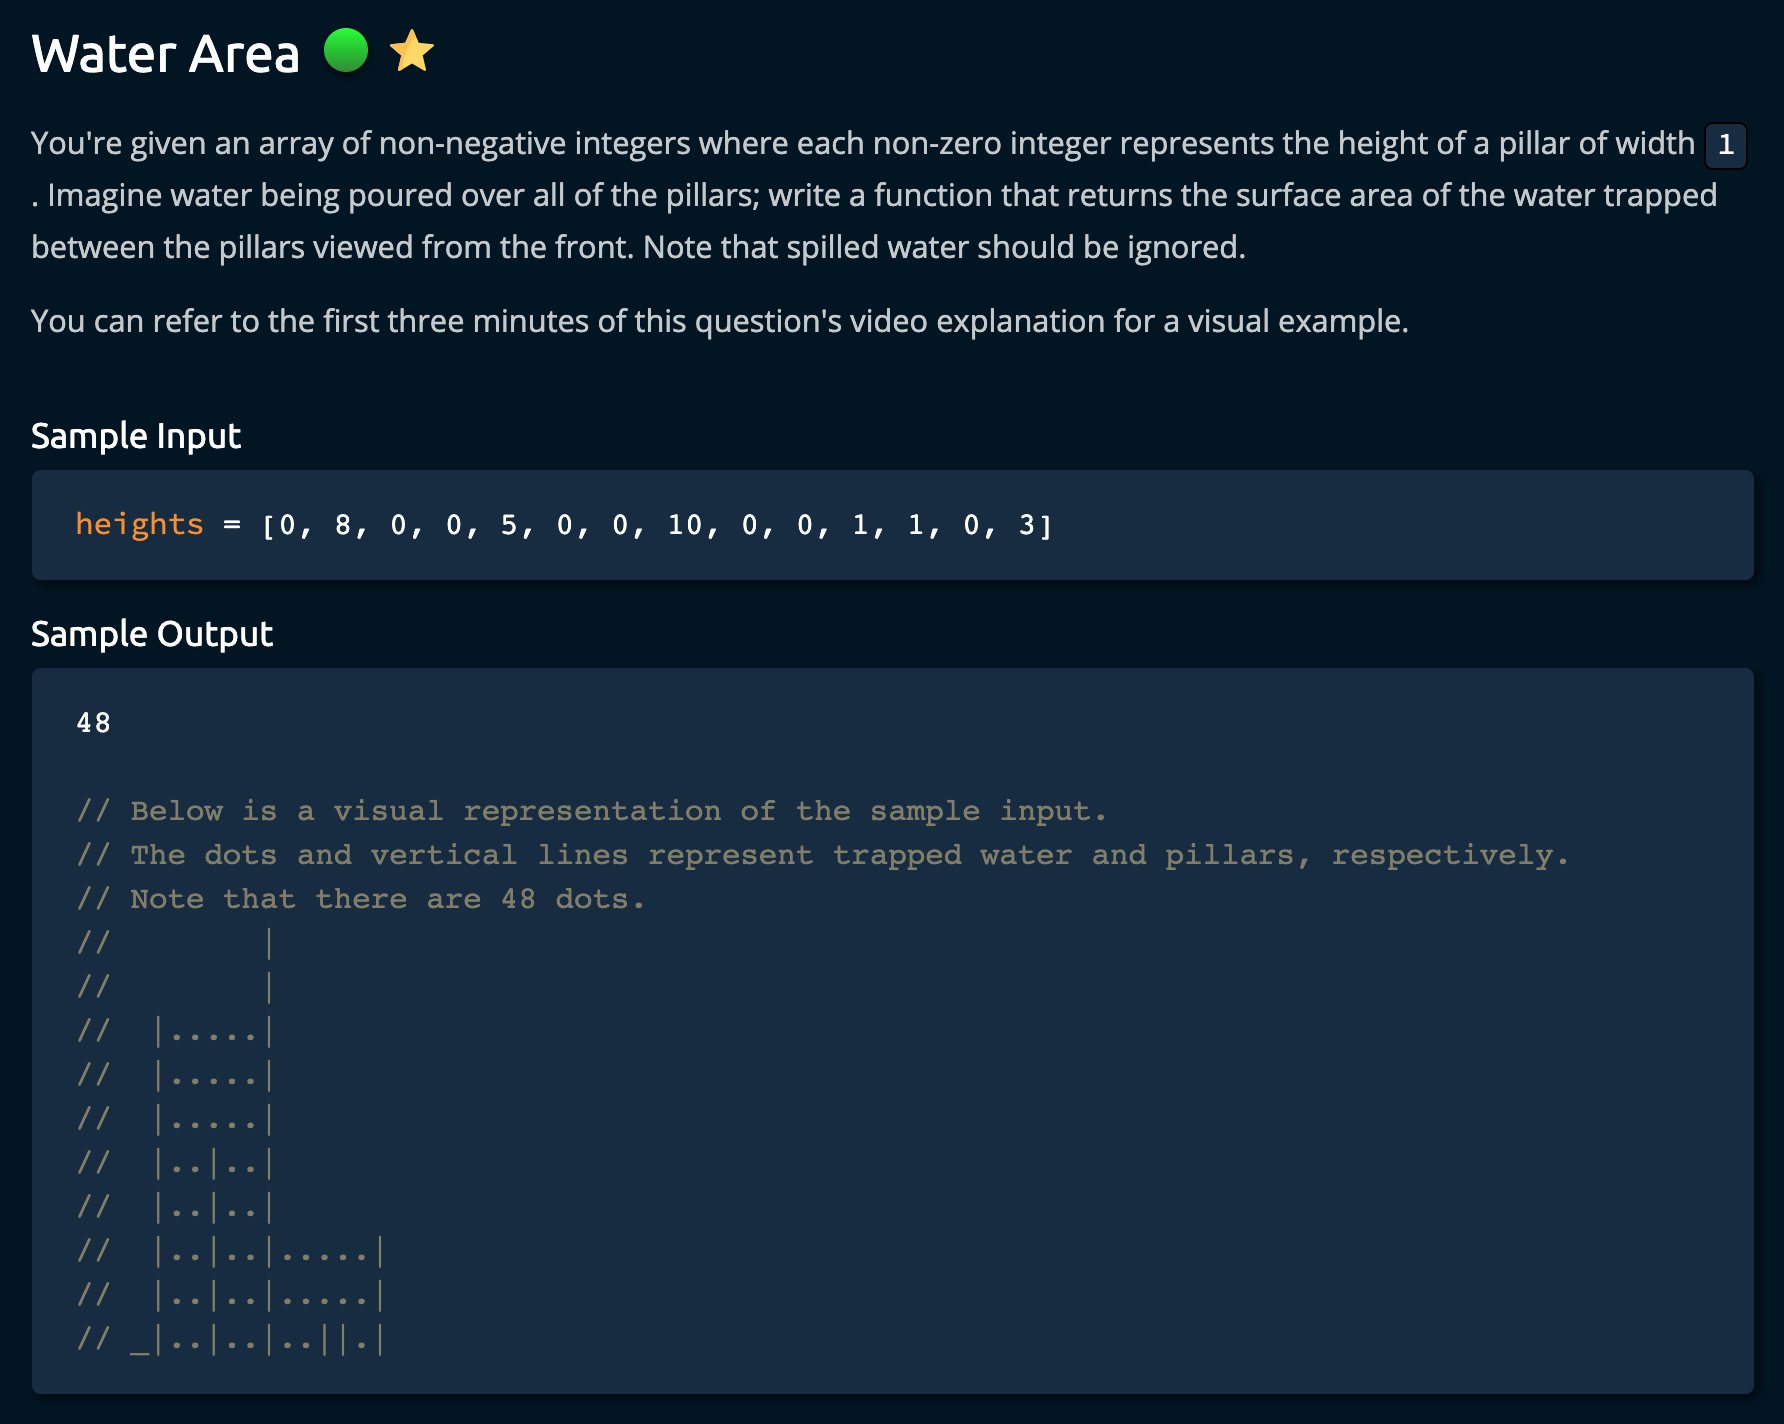 Water Area
You're given an array of non-negative integers where each non-zero integer represents the height of a pillar of width 1
. Imagine water being poured over all of the pillars; write a function that returns the surface area of the water trapped
between the pillars viewed from the front. Note that spilled water should be ignored.
You can refer to the first three minutes of this question's video explanation for a visual example.
Sample Input
heights = [0, 8, 0, 0, 5, 0, 0, 10, 0, 0, 1, 1, 0, 3]
Sample Output
48
// Below is a visual representation of the sample input.
// The dots and vertical lines represent trapped water and pillars, respectively.
// Note that there are 48 dots.
//        |
//        |
//  |.....|
//  |.....|
//  |.....|
//  |..|..|
//  |..|..|
//  |..|..|.....|
//  |..|..|.....|
// _|..|..|..||.|